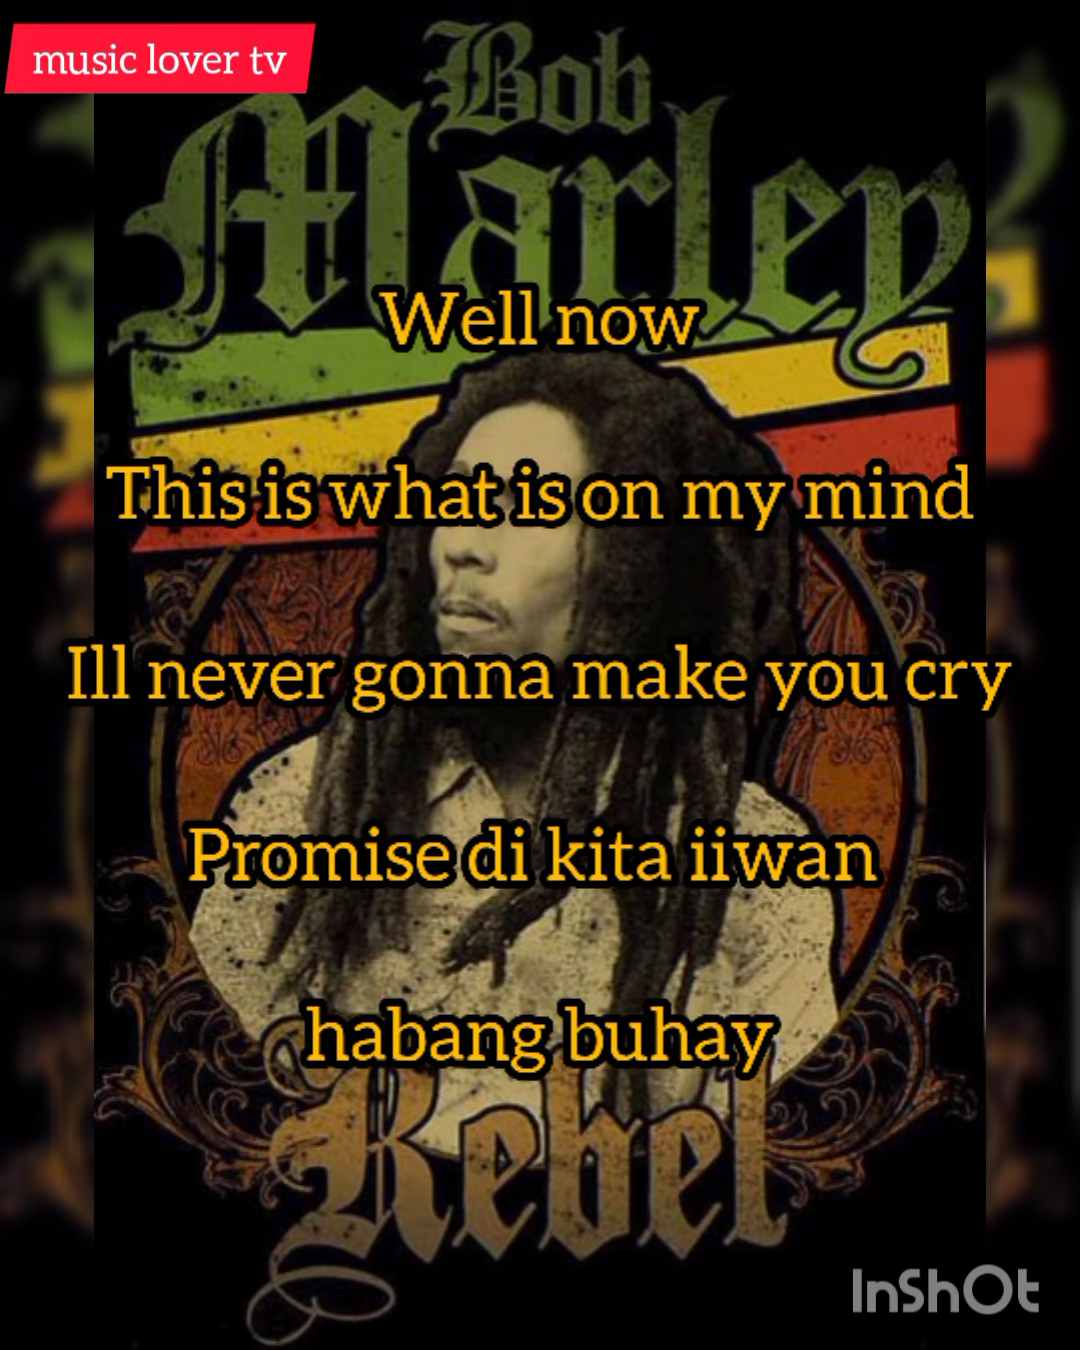 music lover tv
Bob
Marley
Well now
This is what is on my mind
Ill never gonna make you cry
Promise di kita iiwan
habang buhay
Rebel
InShOt